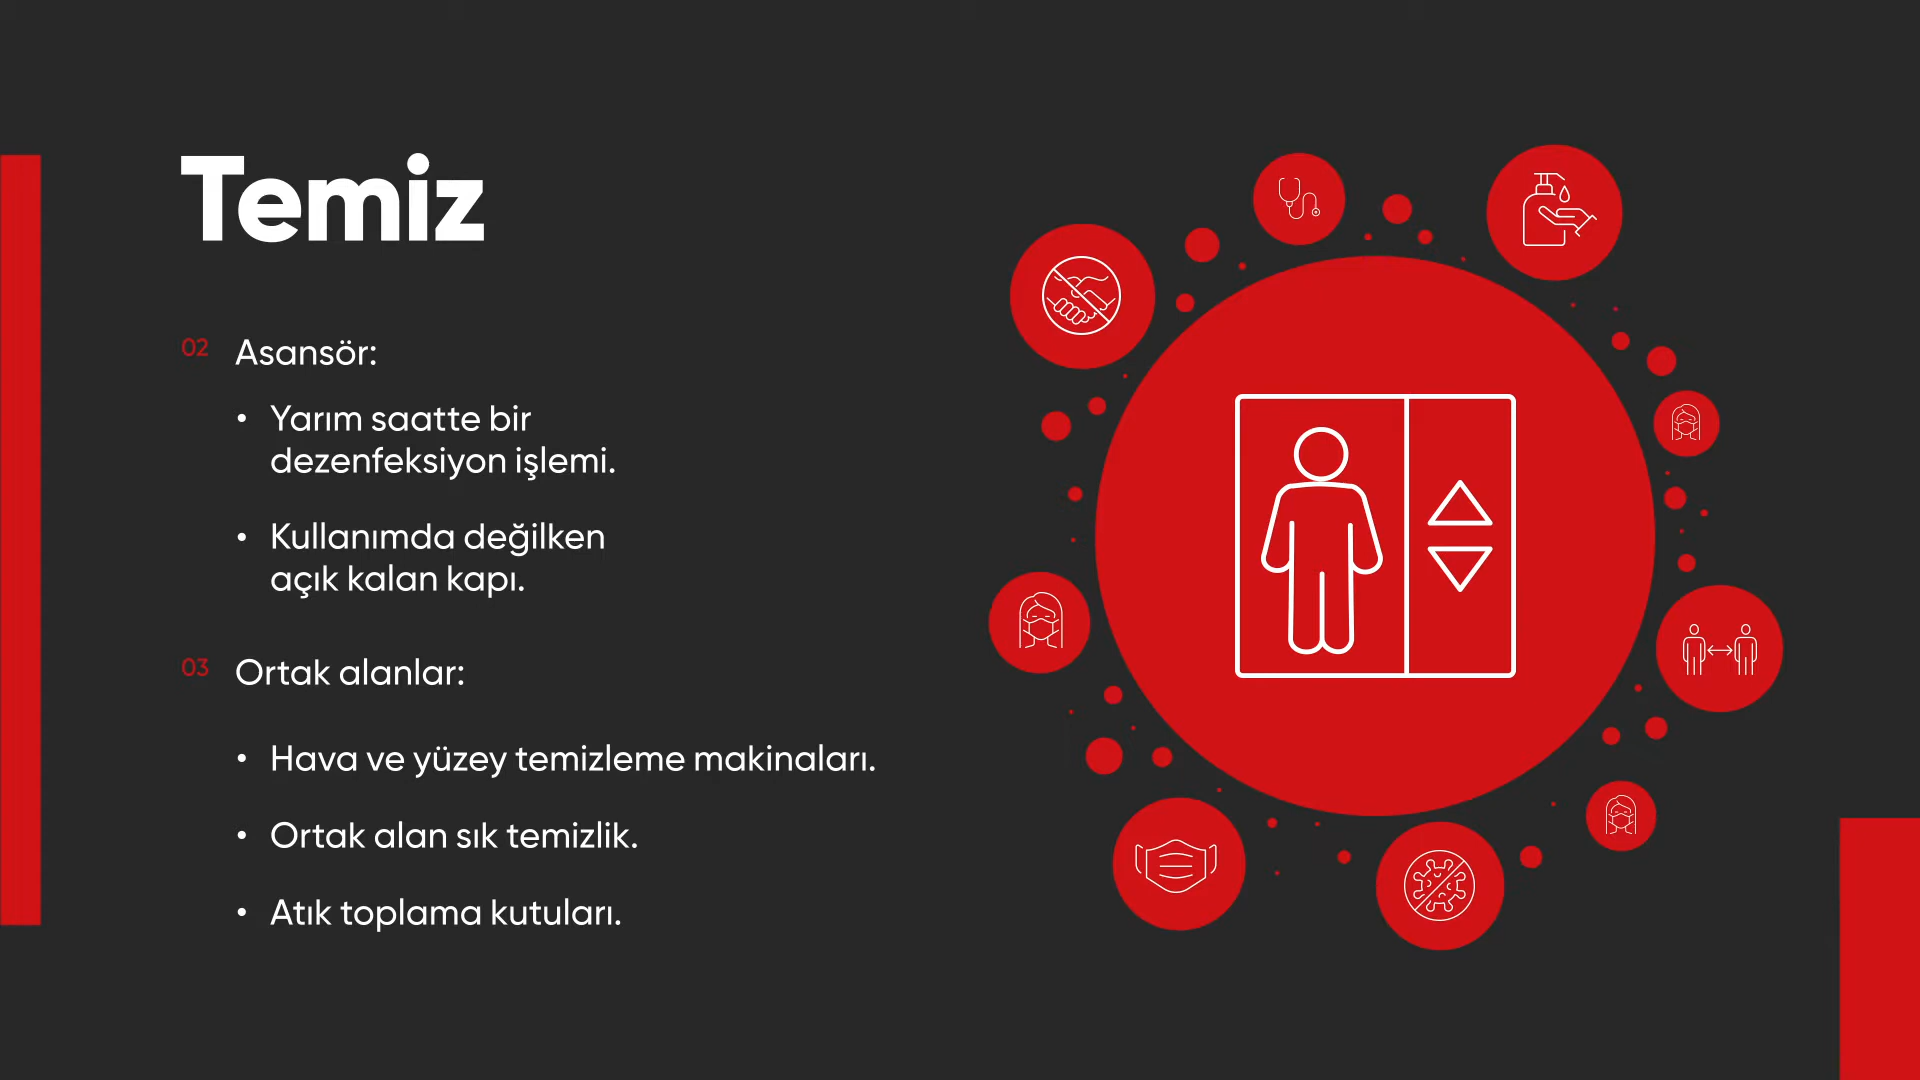 Temiz
02 Asansör:
• Yarım saatte bir
dezenfeksiyon işlemi.
• Kullanımda değilken
açık kalan kapı.
03 Ortak alanlar:
• Hava ve yüzey temizleme makinaları.
• Ortak alan sık temizlik.
• Atık toplama kutuları.